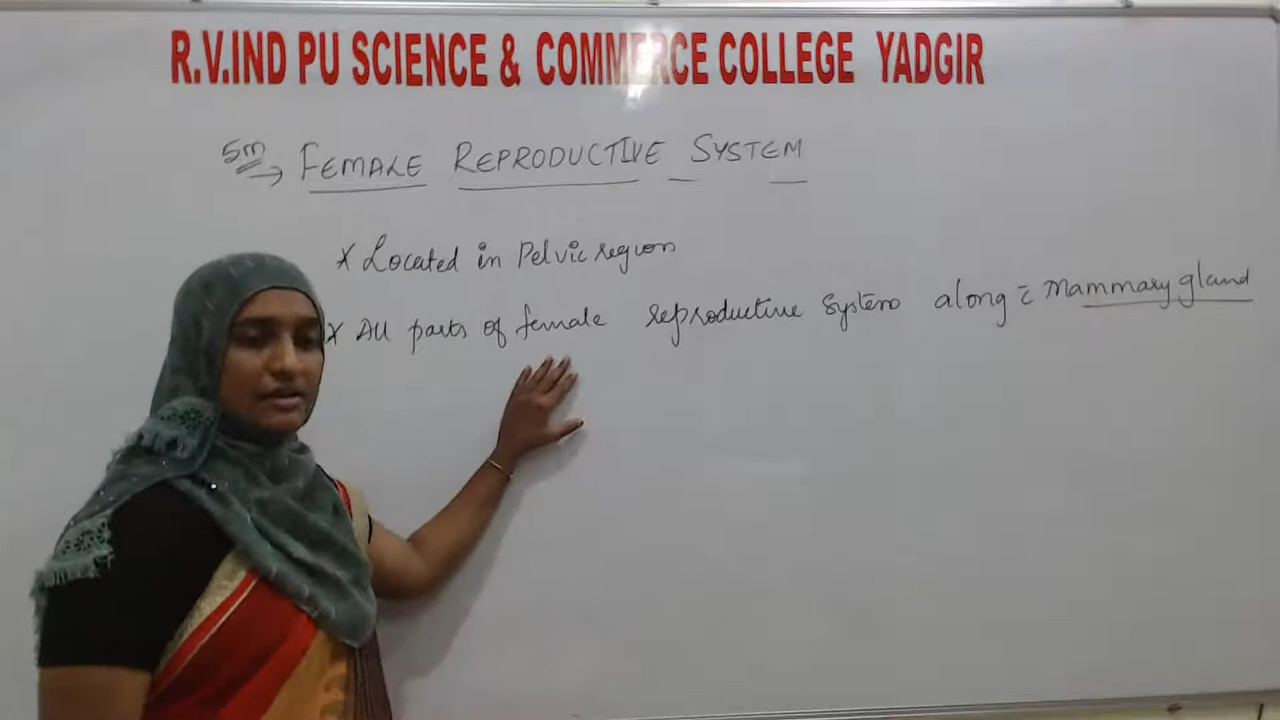 R.V.IND PU SCIENCE & COMMERCE COLLEGE YADGIR
5m → FEMALE REPRODUCTIVE SYSTEM
x Located in Pelvic region
x All parts of female reproductive system along c̄ mammary gland